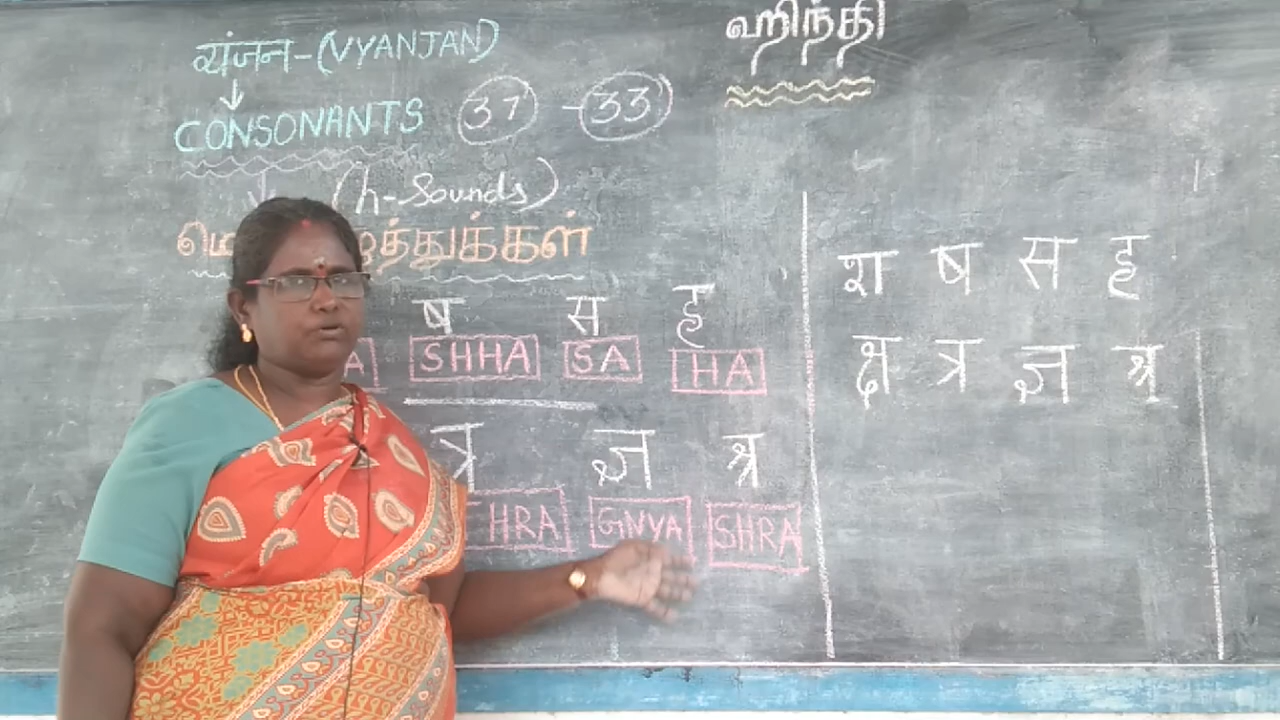 ஹிந்தி
यंजन-(VYANJAN)
↓
CONSONANTS 37 - 33
(h-Sounds)
ष स ह
SHHA SA HA
त्र ज्ञ श्र
HRA GNYA SHRA
श ष स ह
क्ष त्र ज्ञ श्र